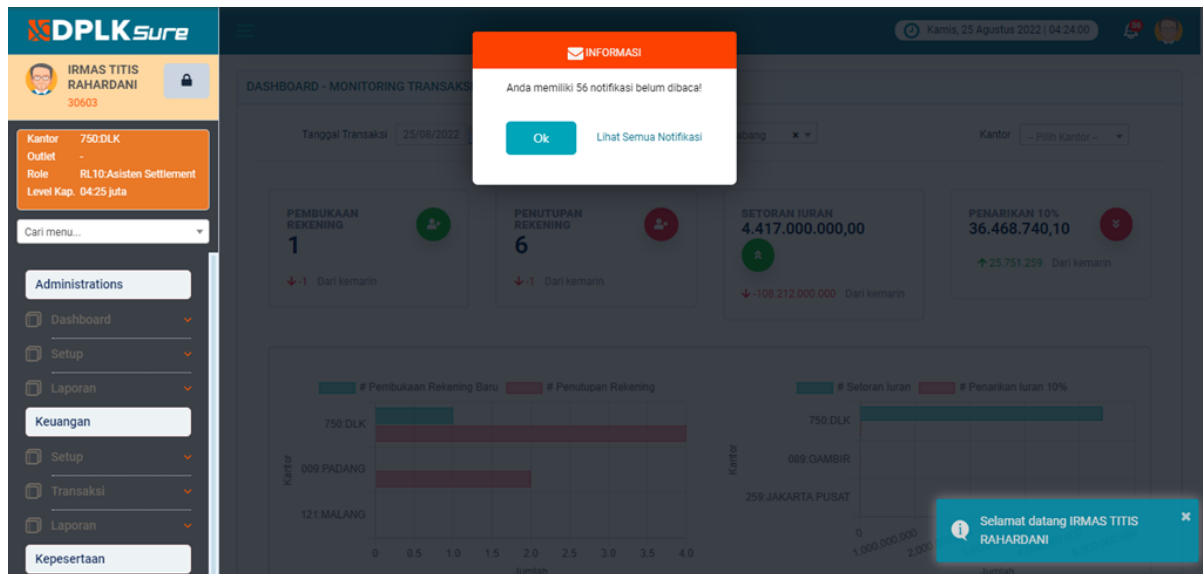 DPLKSure
IRMAS TITIS
RAHARDANI
30603
Kantor 750:DLK
Outlet -
Role RL10:Asisten Settlement
Level Kap. 04:25 juta
Cari menu...
Administrations
Dashboard
Setup
Laporan
Keuangan
Setup
Transaksi
Laporan
Kepesertaan
Kamis, 25 Agustus 2022 | 04:24:00
56
INFORMASI
Anda memiliki 56 notifikasi belum dibaca!
Ok Lihat Semua Notifikasi
DASHBOARD - MONITORING TRANSAKS
Tanggal Transaksi 25/08/2022 abang × Kantor -- Pilih Kantor --
PEMBUKAAN
REKENING
1
-1 Dari kemarin
PENUTUPAN
REKENING
6
-1 Dari kemarin
SETORAN IURAN
4.417.000.000,00
-108.212.000.000 Dari kemarin
PENARIKAN 10%
36.468.740,10
25.751.259 Dari kemarin
# Pembukaan Rekening Baru # Penutupan Rekening
750:DLK
009:PADANG
121:MALANG
Kantor
0 0.5 1.0 1.5 2.0 2.5 3.0 3.5 4.0
Jumlah
# Setoran Iuran # Penarikan Iuran 10%
750:DLK
089:GAMBIR
259:JAKARTA PUSAT
Kantor
0 1.000.000.000
Jumlah
Selamat datang IRMAS TITIS ×
RAHARDANI